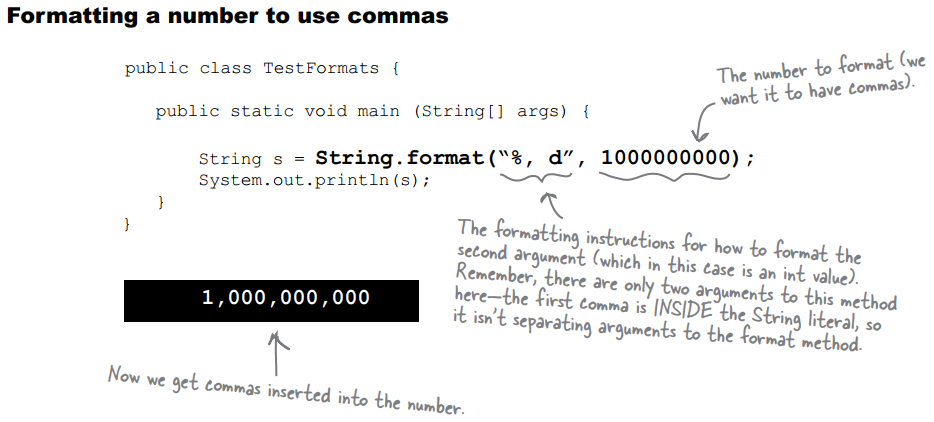 Formatting a number to use commas
public class TestFormats {
The number to format (we
want it to have commas).
public static void main (String[] args) {
String s = String.format(“%, d”, 1000000000);
System.out.println(s);
}
}
The formatting instructions for how to format the
second argument (which in this case is an int value).
Remember, there are only two arguments to this method
here—the first comma is INSIDE the String literal, so
it isn’t separating arguments to the format method.
1,000,000,000
Now we get commas inserted into the number.